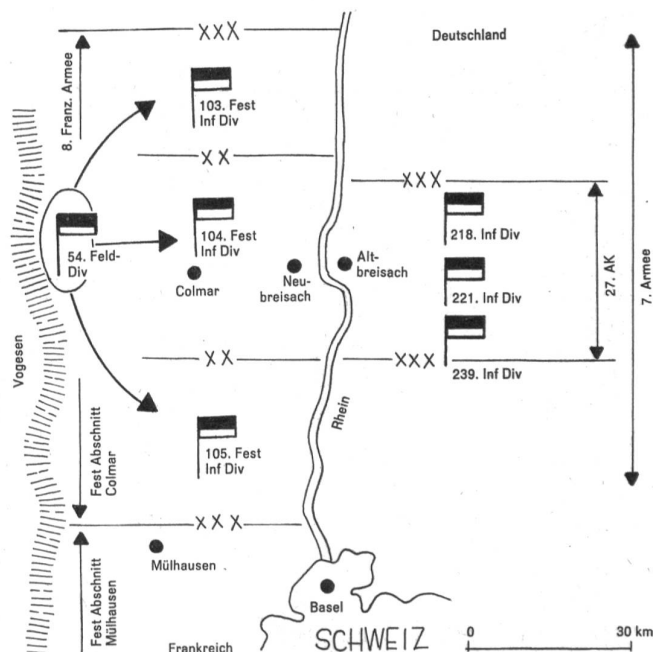 XXX
Deutschland
8. Franz. Armee
103. Fest
Inf Div
XX
XXX
218. Inf Div
104. Fest
Inf Div
54. Feld-
Div
Alt-
breisach
Neu-
breisach
Colmar
221. Inf Div
27. AK
7. Armee
XX
XXX
239. Inf Div
Vogesen
Rhein
105. Fest
Inf Div
Fest Abschnitt
Colmar
XXX
Mülhausen
Fest Abschnitt
Mülhausen
Basel
Frankreich
SCHWEIZ
0
30 km